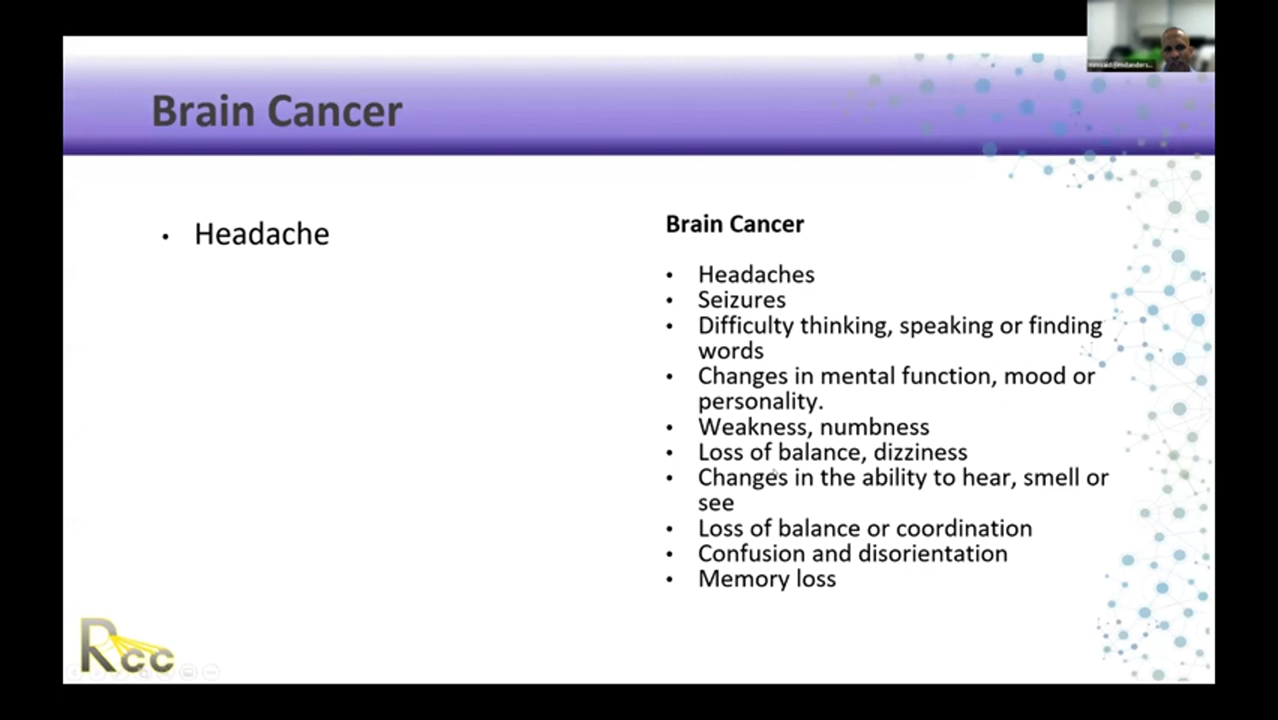 Brain Cancer
• Headache
Brain Cancer
• Headaches
• Seizures
• Difficulty thinking, speaking or finding
words
• Changes in mental function, mood or
personality.
• Weakness, numbness
• Loss of balance, dizziness
• Changes in the ability to hear, smell or
see
• Loss of balance or coordination
• Confusion and disorientation
• Memory loss
Rcc